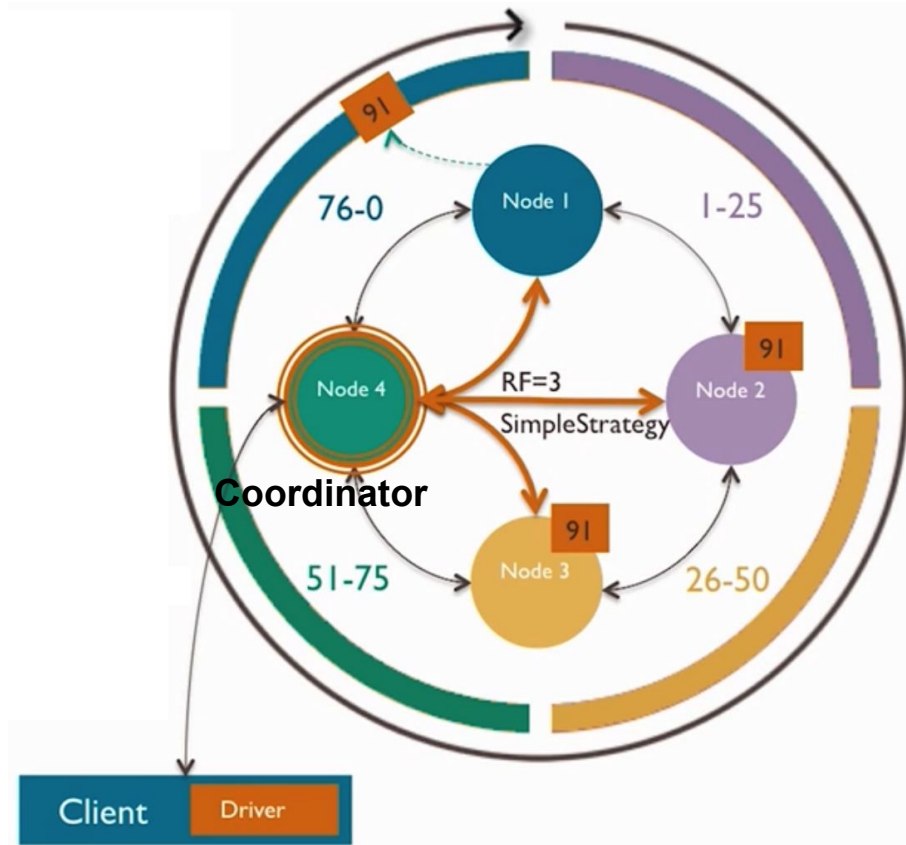 91
Node 1
76-0
1-25
91
Node 4
RF=3
Node 2
SimpleStrategy
Coordinator
91
Node 3
51-75
26-50
Client
Driver